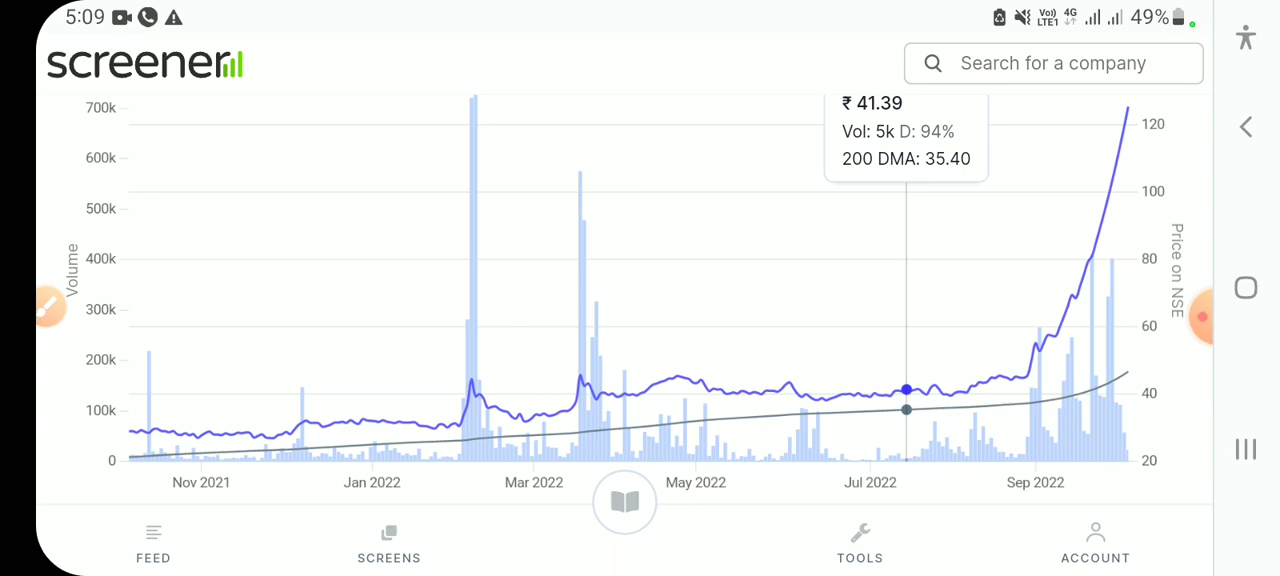 5:09 Vo)) LTE1 4G 49%
screener
Search for a company
₹ 41.39
Vol: 5k D: 94%
200 DMA: 35.40
700k
600k
500k
400k
300k
200k
100k
0
Volume
120
100
80
60
40
20
Price on NSE
Nov 2021 Jan 2022 Mar 2022 May 2022 Jul 2022 Sep 2022
FEED SCREENS TOOLS ACCOUNT